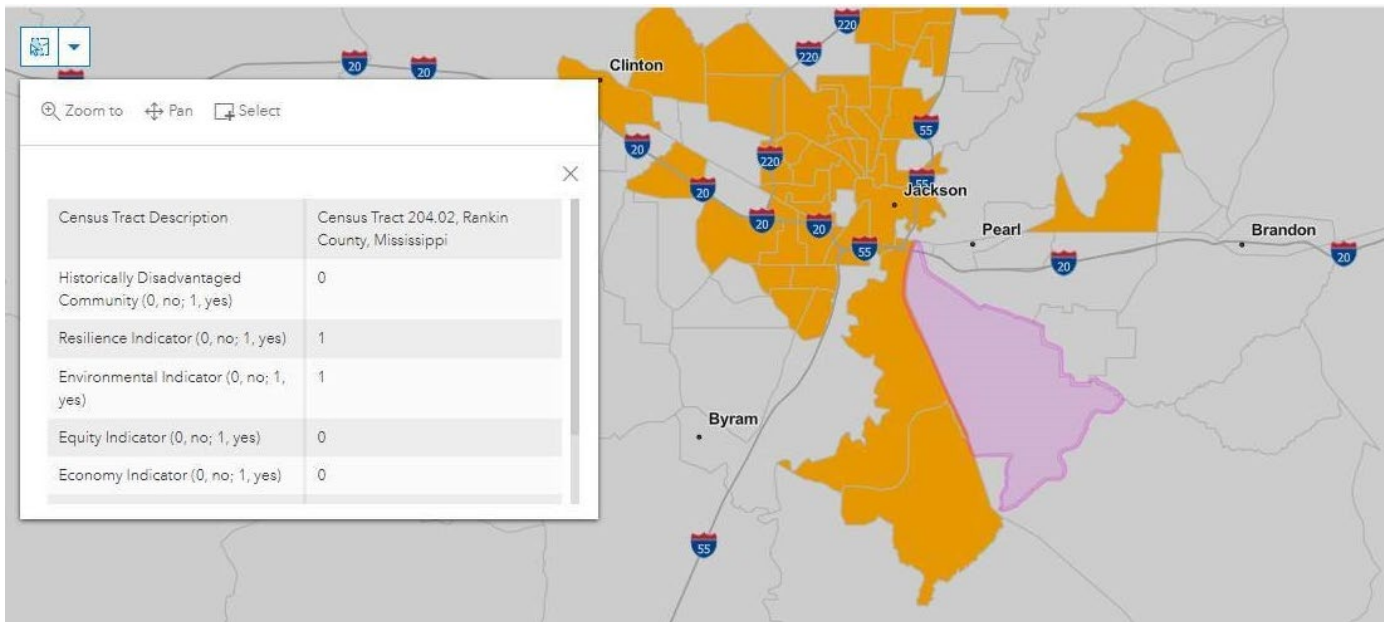 Zoom to Pan Select
Census Tract Description Census Tract 204.02, Rankin
County, Mississippi
Historically Disadvantaged 0
Community (0, no; 1, yes)
Resilience Indicator (0, no; 1, yes) 1
Environmental Indicator (0, no; 1, 1
yes)
Equity Indicator (0, no; 1, yes) 0
Economy Indicator (0, no; 1, yes) 0
220
220
20
20
Clinton
55
20
220
20
55
Jackson
20
20
55
Pearl
20
Brandon
20
Byram
55